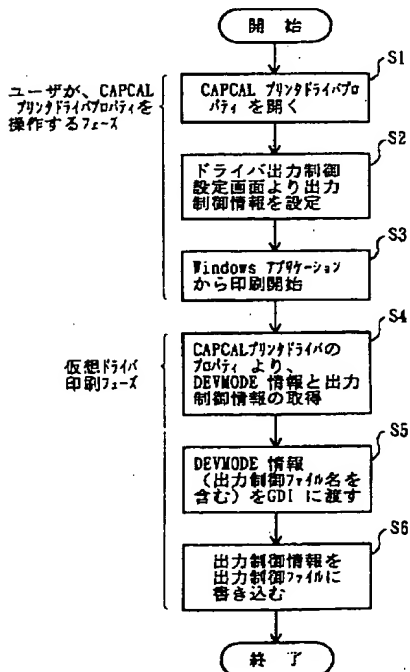 開 始
S1
ユーザが、CAPCAL
プリンタドライバプロパティを
操作するフェーズ
CAPCAL プリンタドライバプロ
パティ を開く
S2
ドライバ出力制御
設定画面より出力
制御情報を設定
S3
Windows アプリケーション
から印刷開始
S4
仮想ドライバ
印刷フェーズ
CAPCALプリンタドライバの
プロパティ より、
DEVMODE 情報と出力
制御情報の取得
S5
DEVMODE 情報
(出力制御ファイル名を
含む)をGDI に渡す
S6
出力制御情報を
出力制御ファイルに
書き込む
終 了